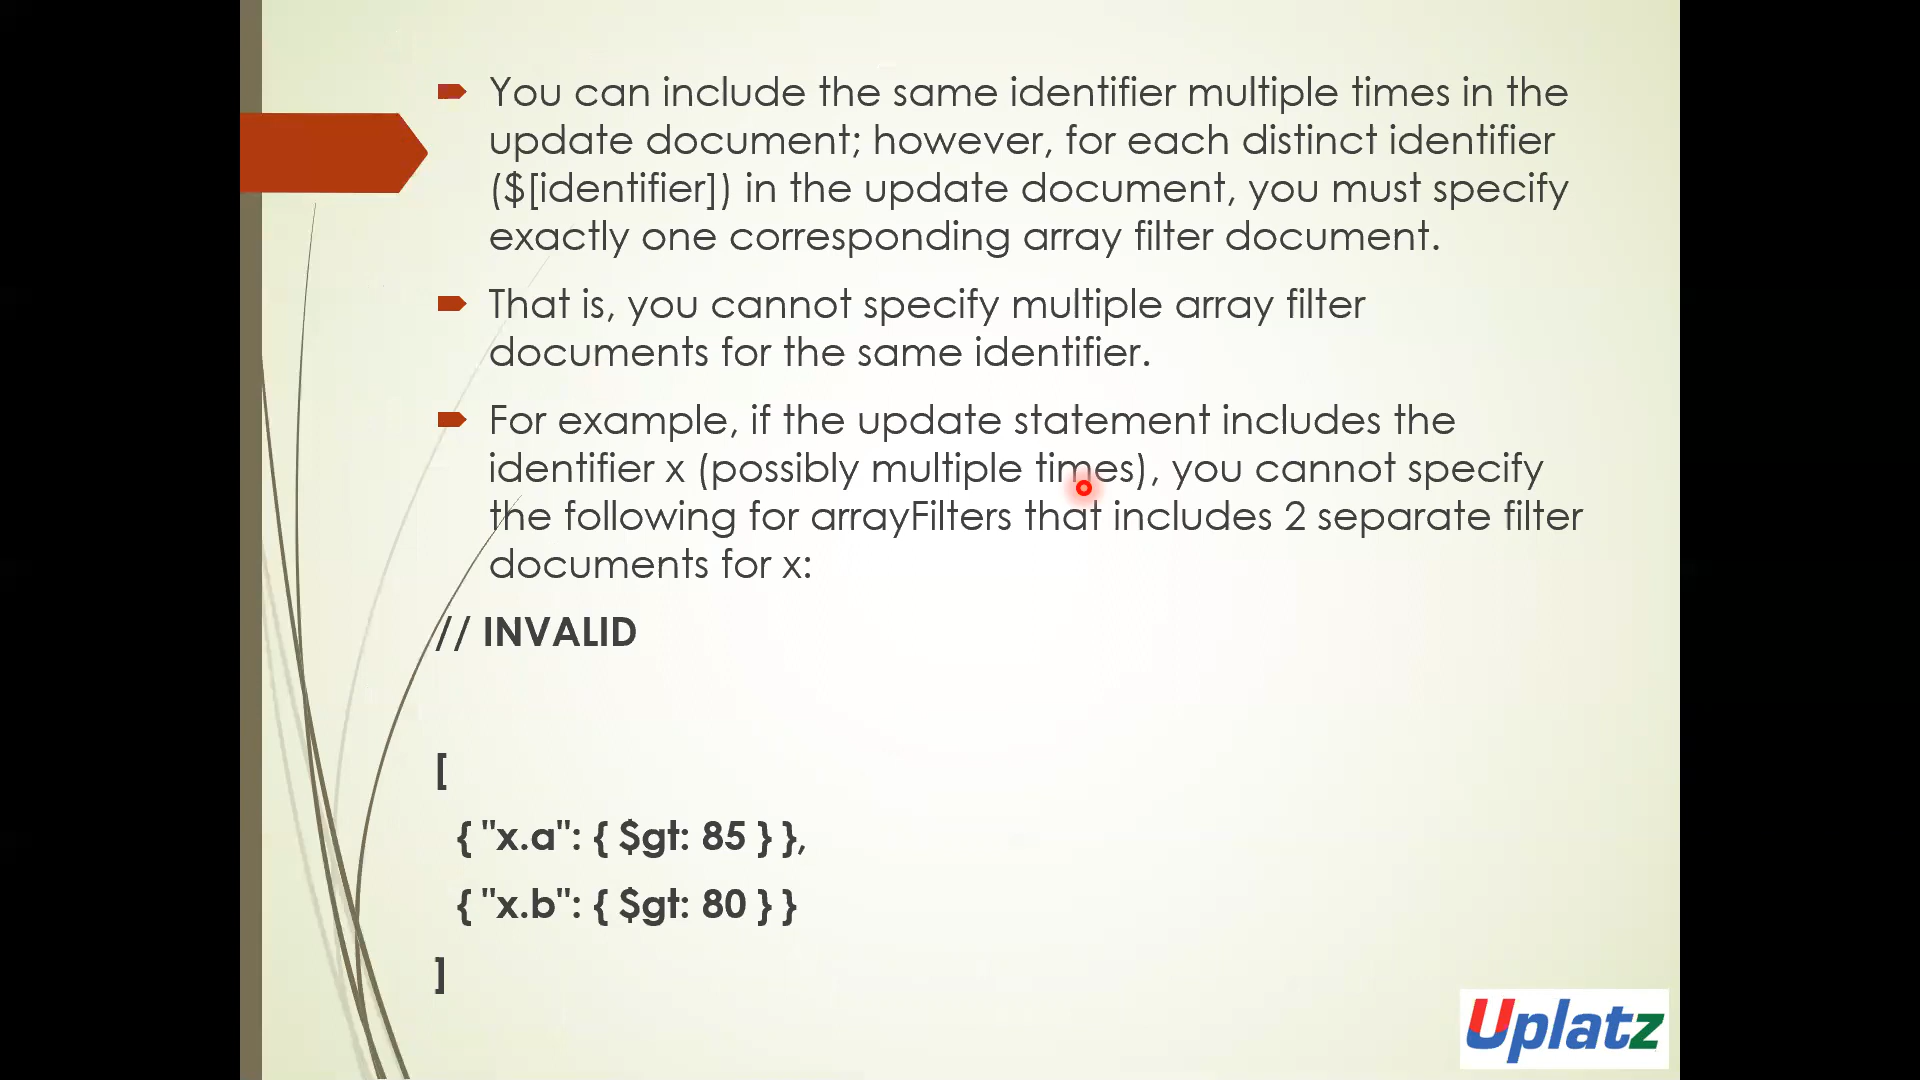 You can include the same identifier multiple times in the
update document; however, for each distinct identifier
($[identifier]) in the update document, you must specify
exactly one corresponding array filter document.
That is, you cannot specify multiple array filter
documents for the same identifier.
For example, if the update statement includes the
identifier x (possibly multiple times), you cannot specify
the following for arrayFilters that includes 2 separate filter
documents for x:
// INVALID
[
{ "x.a": { $gt: 85 } },
{ "x.b": { $gt: 80 } }
]
Uplatz